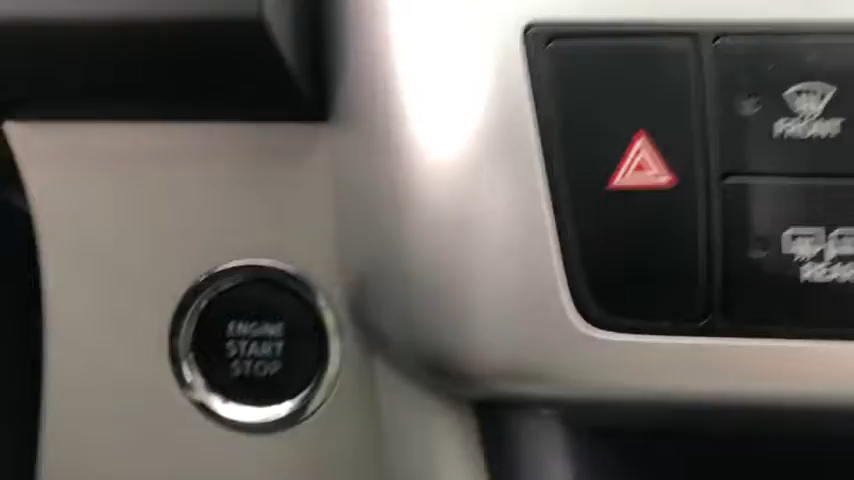 ENGINE
START
STOP
FRONT
REAR